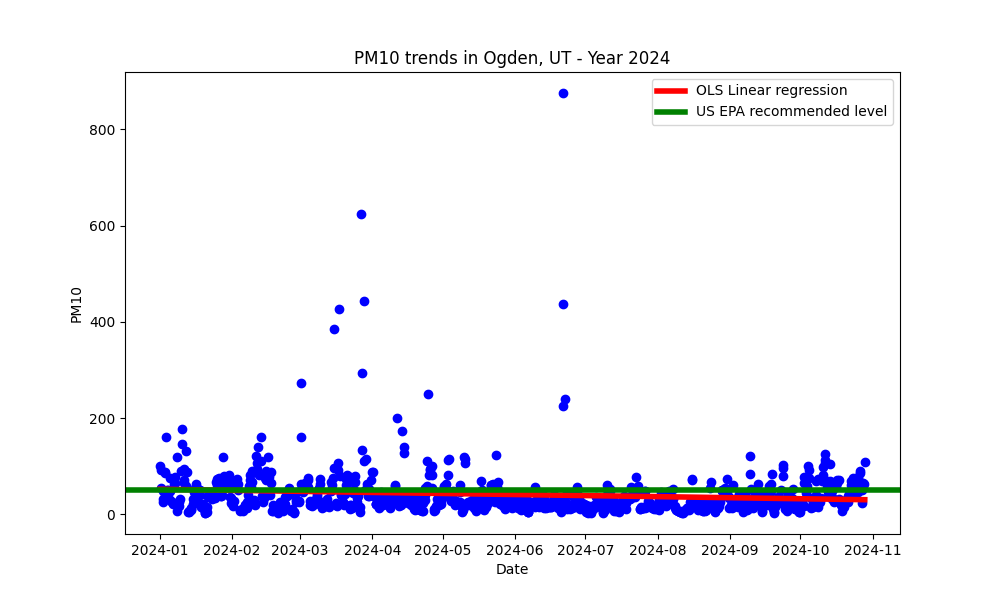 PM10 trends in Ogden, UT - Year 2024
OLS Linear regression
US EPA recommended level
800
600
400
200
0
PM10
2024-01 2024-02 2024-03 2024-04 2024-05 2024-06 2024-07 2024-08 2024-09 2024-10 2024-11
Date